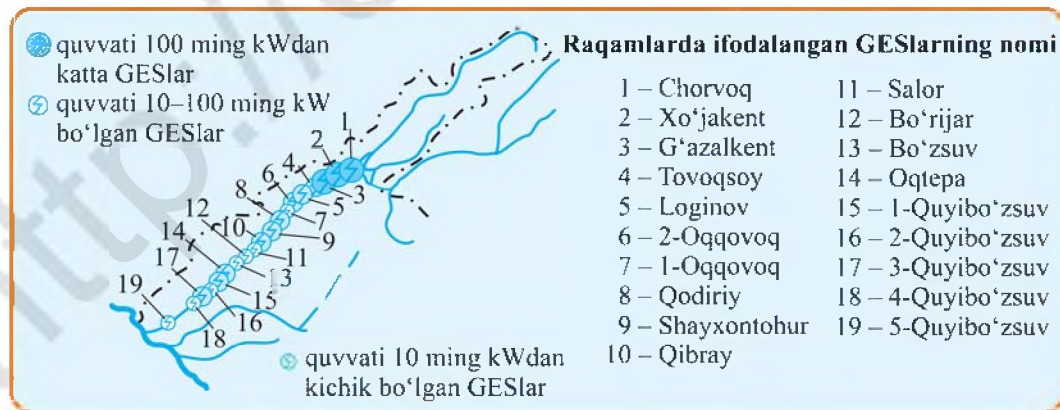 quvvati 100 ming kWdan
katta GESlar
quvvati 10–100 ming kW
bo‘lgan GESlar
quvvati 10 ming kWdan
kichik bo‘lgan GESlar
1
2
3
4
5
6
7
8
9
10
11
12
13
14
15
16
17
18
19
Raqamlarda ifodalangan GESlarning nomi
1 – Chorvoq
2 – Xo‘jakent
3 – G‘azalkent
4 – Tovoqsoy
5 – Loginov
6 – 2-Oqqovoq
7 – 1-Oqqovoq
8 – Qodiriy
9 – Shayxontohur
10 – Qibray
11 – Salor
12 – Bo‘rijar
13 – Bo‘zsuv
14 – Oqtepa
15 – 1-Quyibo‘zsuv
16 – 2-Quyibo‘zsuv
17 – 3-Quyibo‘zsuv
18 – 4-Quyibo‘zsuv
19 – 5-Quyibo‘zsuv
http://